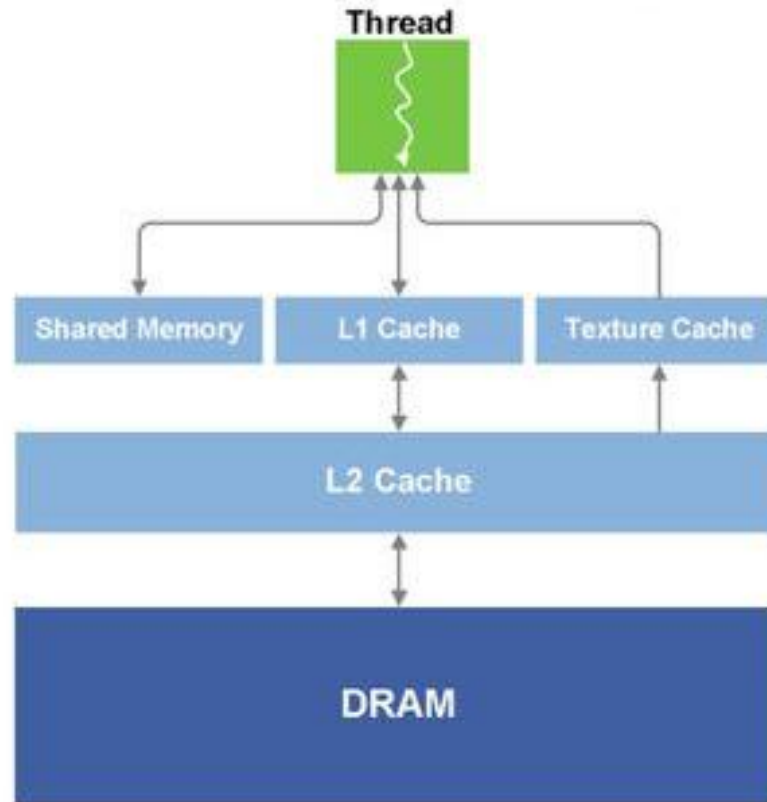 Thread
Shared Memory
L1 Cache
Texture Cache
L2 Cache
DRAM